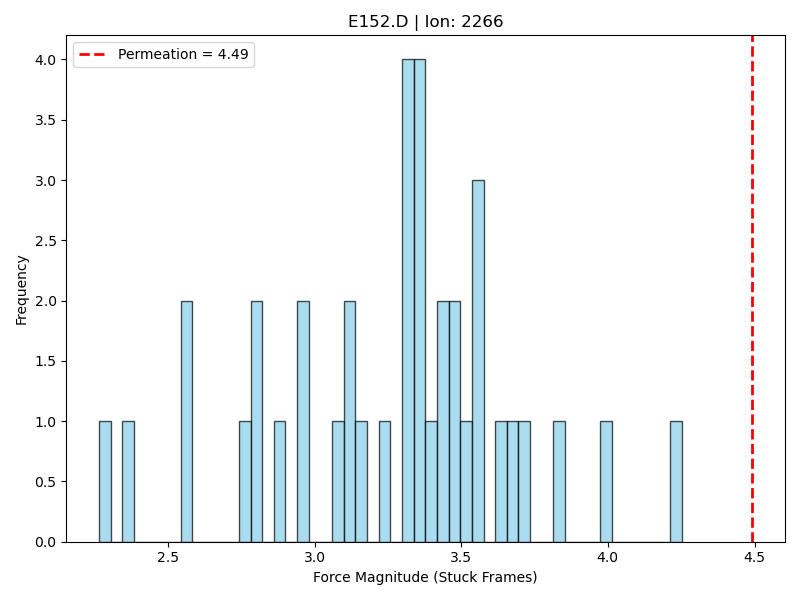 E152.D | Ion: 2266
Permeation = 4.49
4.0
3.5
3.0
2.5
2.0
1.5
1.0
0.5
0.0
Frequency
2.5 3.0 3.5 4.0 4.5
Force Magnitude (Stuck Frames)